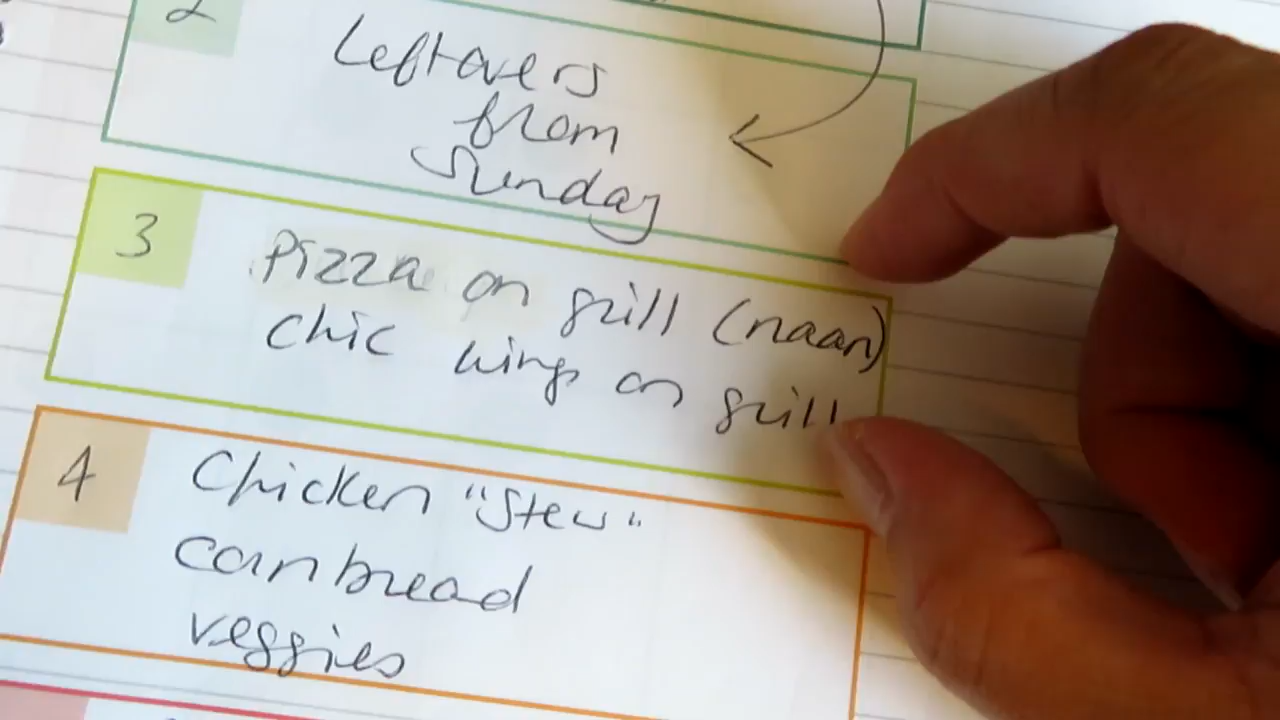 2
Leftovers
from
Sunday
3
Pizza on grill (naan)
Chic wings on grill
4
Chicken "Stew"
cornbread
veggies